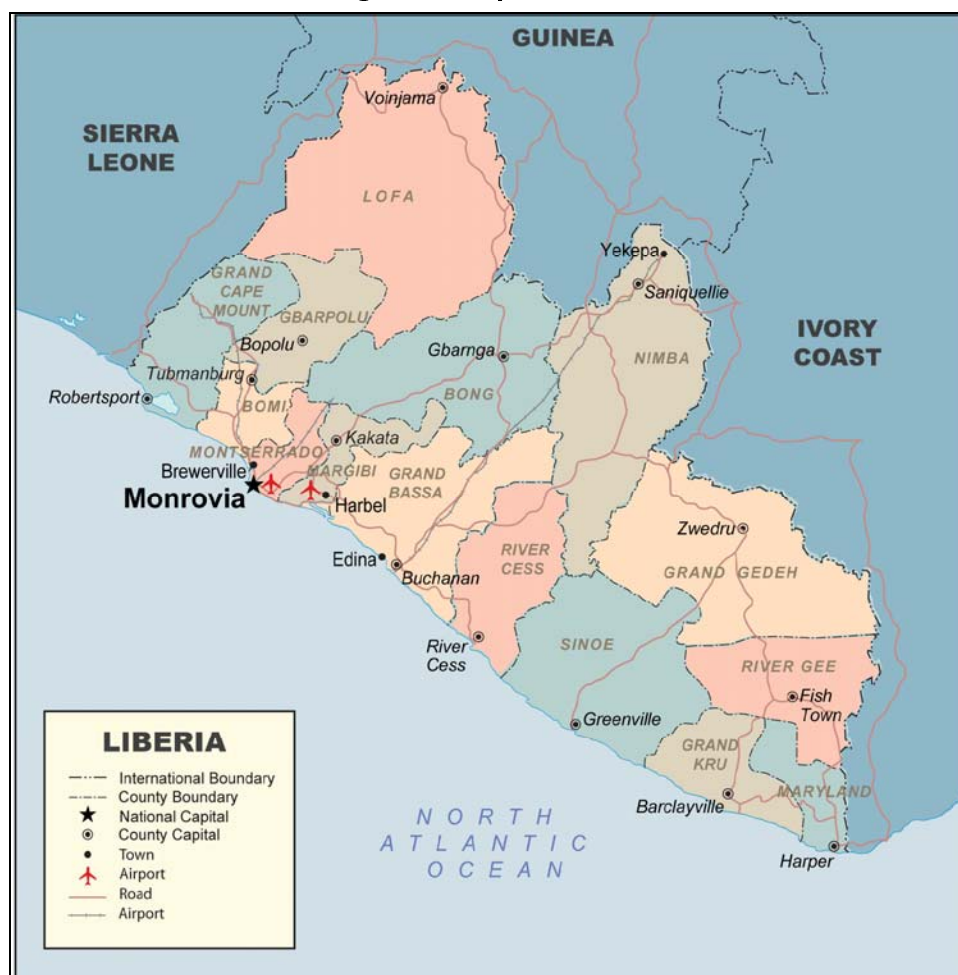 GUINEA
Voinjama
SIERRA
LEONE
LOFA
Yekepa
GRAND
CAPE
MOUNT
Saniquellie
GBARPOLU
IVORY
COAST
Bopolu
Gbarnga
NIMBA
Tubmanburg
BONG
Robertsport
BOMI
Kakata
MONTSERRADO
Brewerville
MARGIBI
GRAND
BASSA
Monrovia
Harbel
Zwedru
RIVER
CESS
Edina
GRAND GEDEH
Buchanan
River
Cess
SINOE
RIVER GEE
Fish
Town
Greenville
GRAND
KRU
MARYLAND
Barclayville
Harper
NORTH
ATLANTIC
OCEAN
LIBERIA
International Boundary
County Boundary
National Capital
County Capital
Town
Airport
Road
Airport